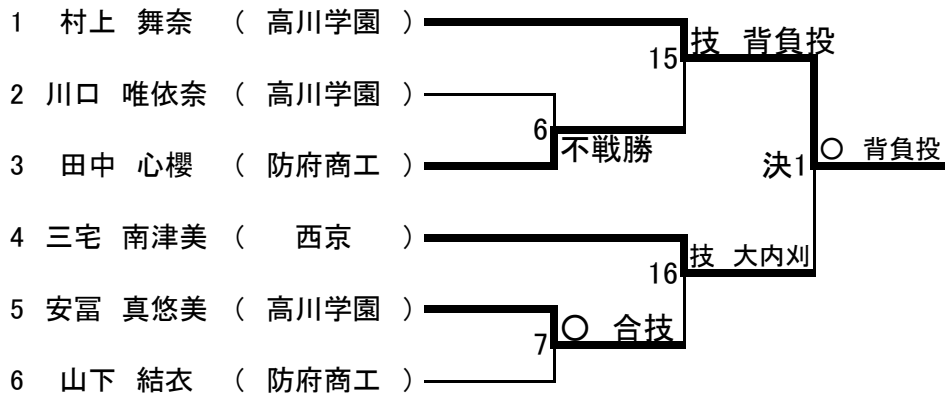 1 村上 舞奈 ( 高川学園 )
技 背負投
15
2 川口 唯依奈 ( 高川学園 )
6
不戦勝
○ 背負投
3 田中 心櫻 ( 防府商工 )
決1
4 三宅 南津美 ( 西京 )
技 大内刈
16
5 安冨 真悠美 ( 高川学園 )
○ 合技
7
6 山下 結衣 ( 防府商工 )